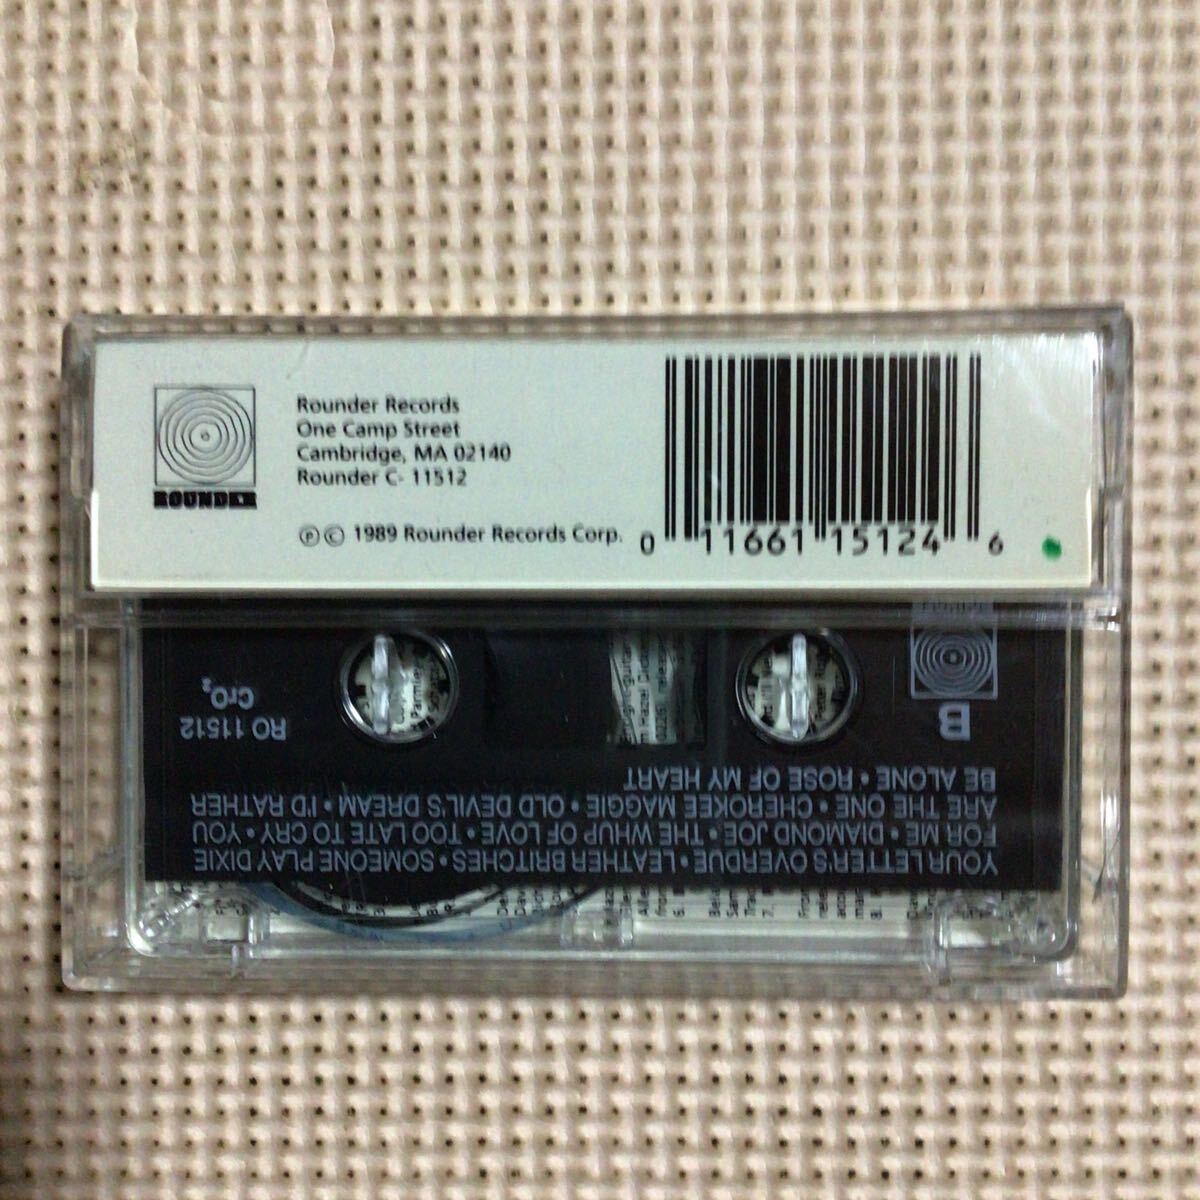 Rounder Records
One Camp Street
Cambridge, MA 02140
Rounder C- 11512
ROUNDER
℗ © 1989 Rounder Records Corp.
0 11661 15124 6
YOUR LETTER'S OVERDUE • LEATHER BRITCHES • SOMEONE PLAY DIXIE
FOR ME • DIAMOND JOE • THE WHUP OF LOVE • TOO LATE TO CRY • YOU
ARE THE ONE • CHEROKEE MAGGIE • OLD DEVIL'S DREAM • I'D RATHER
BE ALONE • ROSE OF MY HEART
B
RO 11512
CrO₂